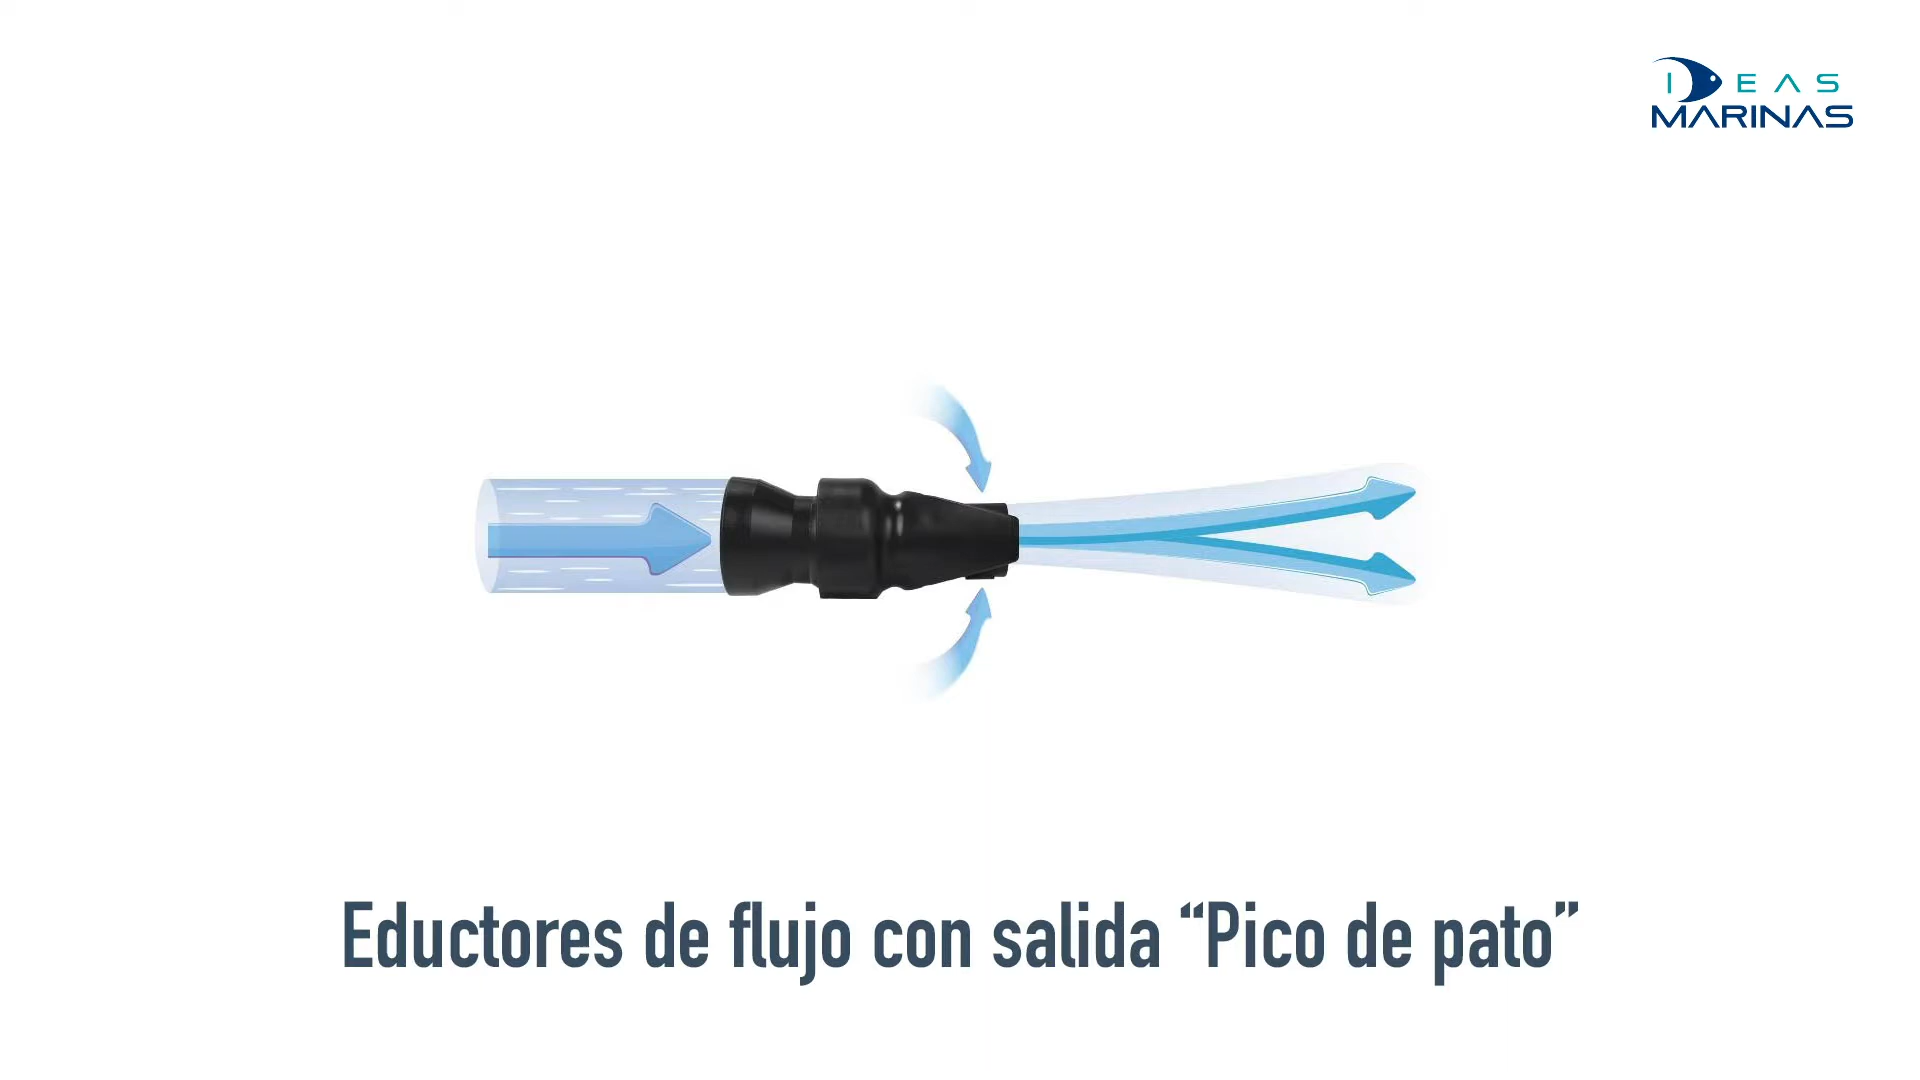 IDEAS
MARINAS
Eductores de flujo con salida “Pico de pato”